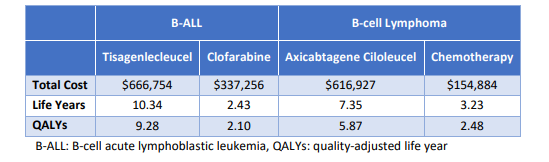 B-ALL B-cell Lymphoma
Tisagenlecleucel Clofarabine Axicabtagene Ciloleucel Chemotherapy
Total Cost $666,754 $337,256 $616,927 $154,884
Life Years 10.34 2.43 7.35 3.23
QALYs 9.28 2.10 5.87 2.48
B-ALL: B-cell acute lymphoblastic leukemia, QALYs: quality-adjusted life year